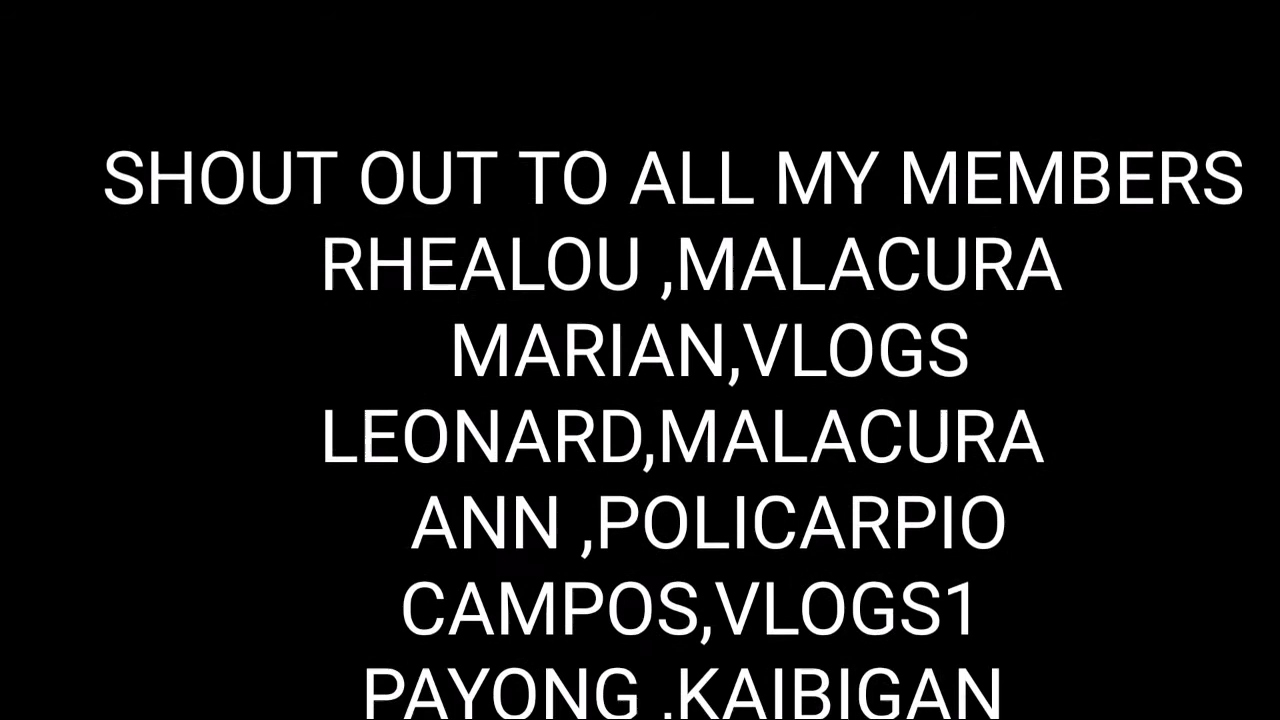 SHOUT OUT TO ALL MY MEMBERS
RHEALOU ,MALACURA
MARIAN,VLOGS
LEONARD,MALACURA
ANN ,POLICARPIO
CAMPOS,VLOGS1
PAYONG ,KAIBIGAN